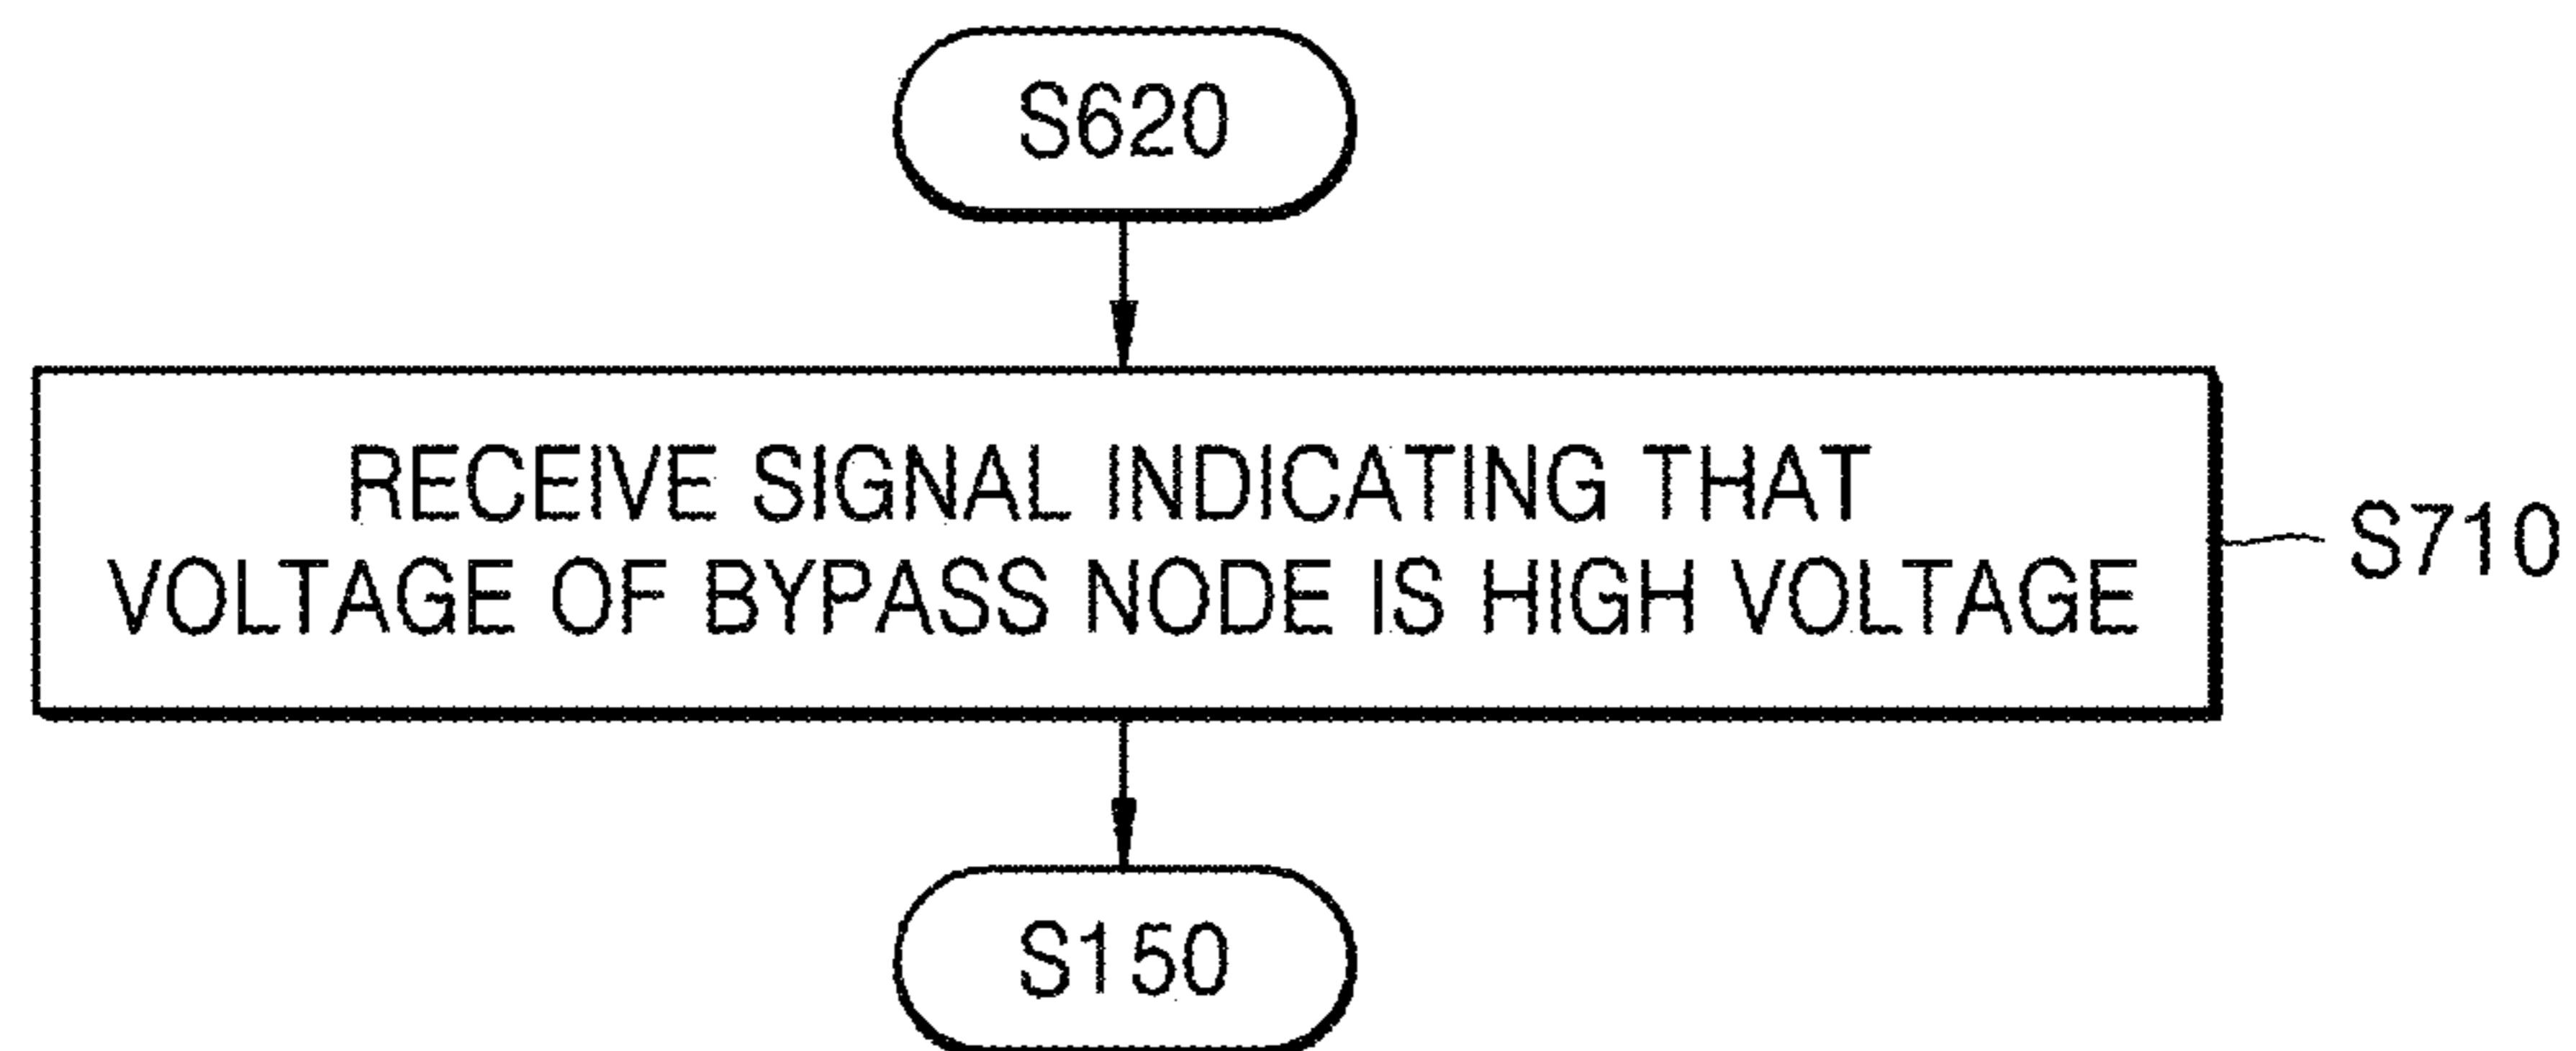 S620
RECEIVE SIGNAL INDICATING THAT
VOLTAGE OF BYPASS NODE IS HIGH VOLTAGE
S710
S150